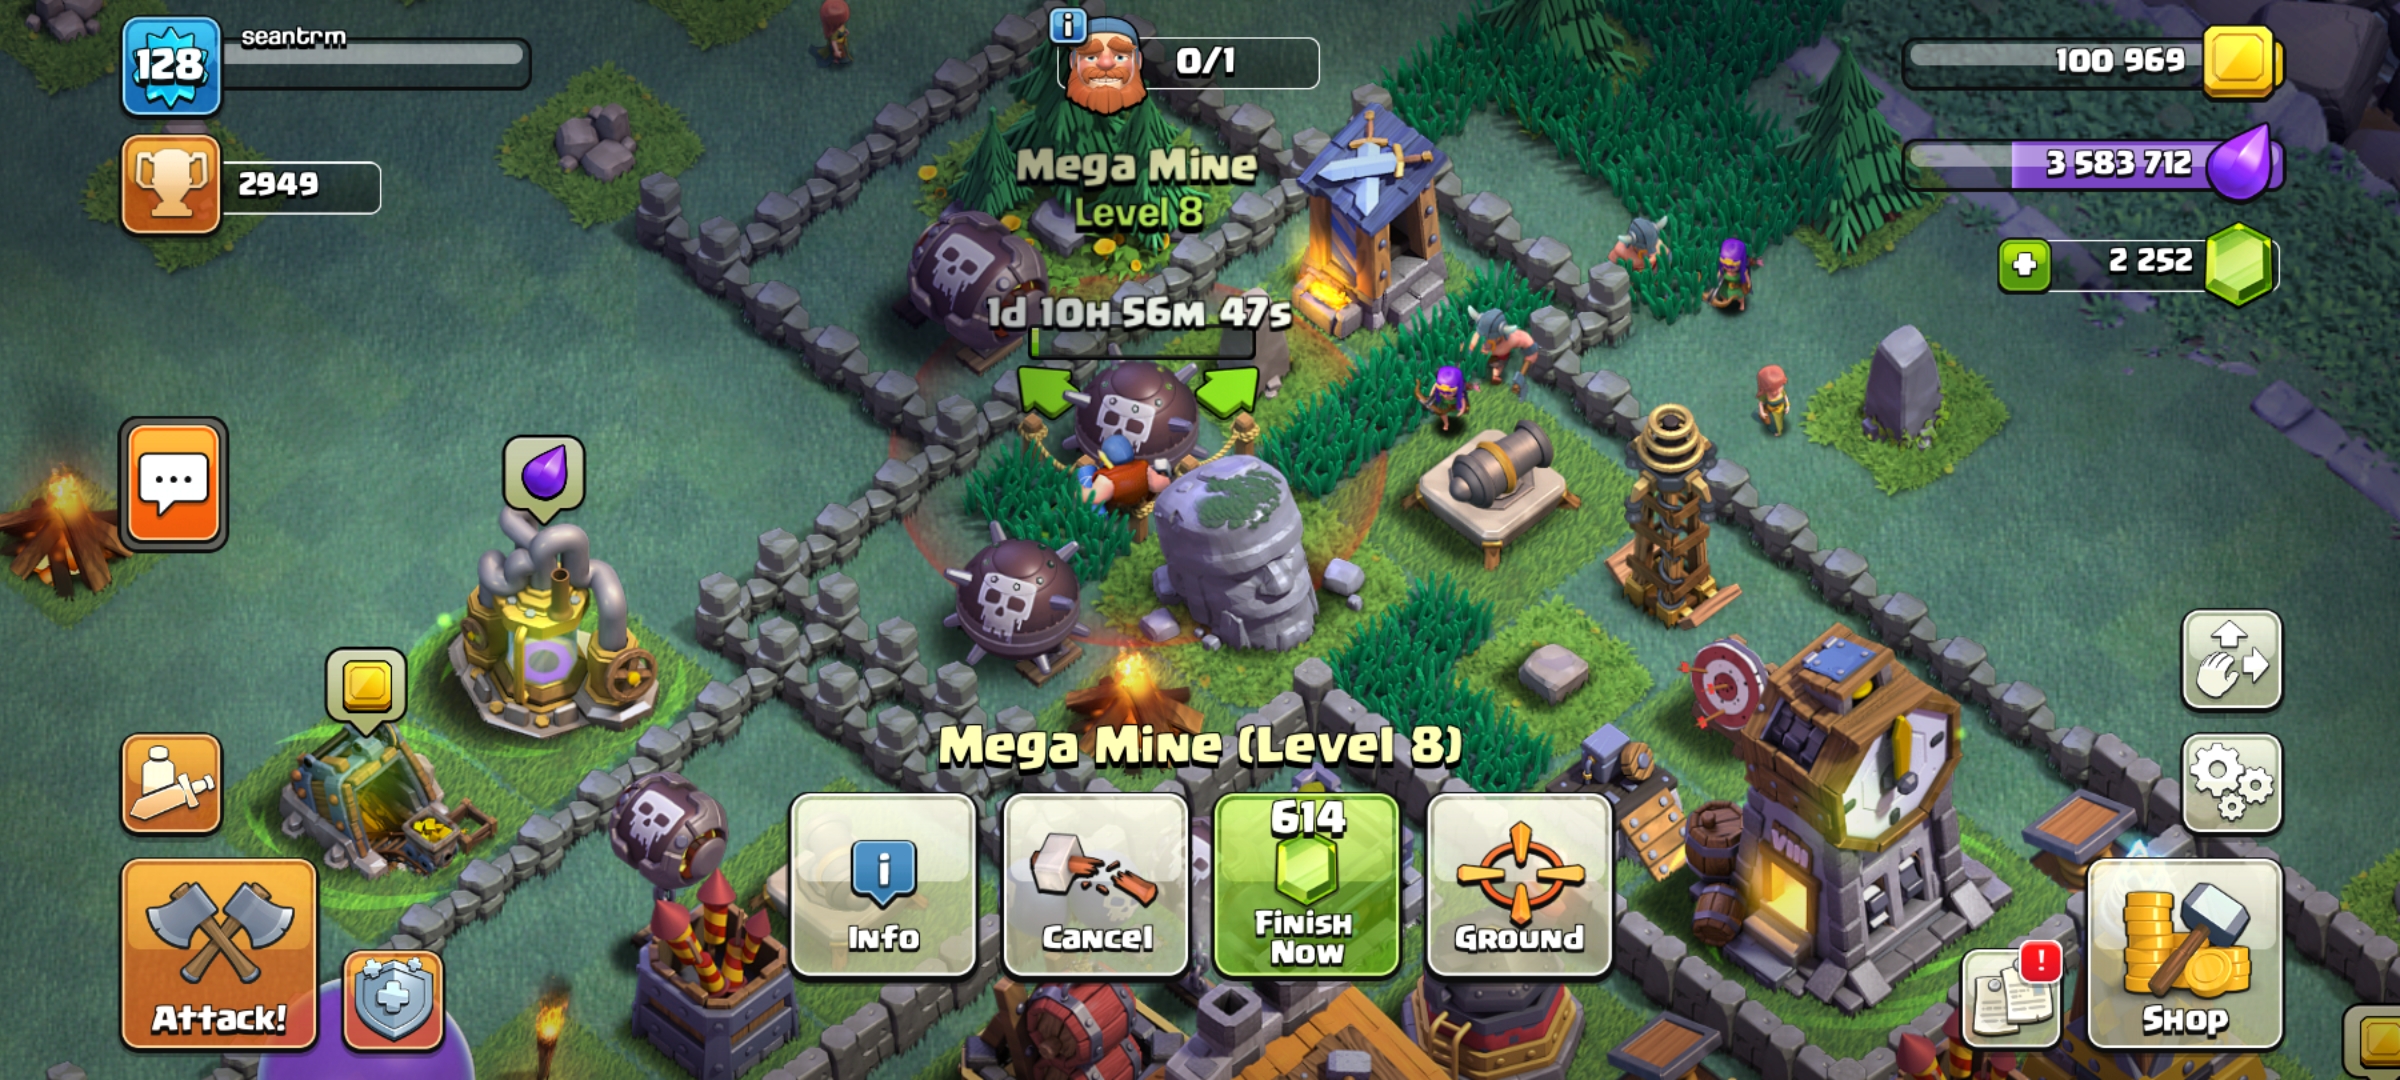 128
seantrm
0/1
100 969
2949
Mega Mine
Level 8
3 583 712
2 252
1d 10H 56M 47s
Mega Mine (Level 8)
614
Info
Cancel
Finish
Now
Ground
VIII
Attack!
!
Shop